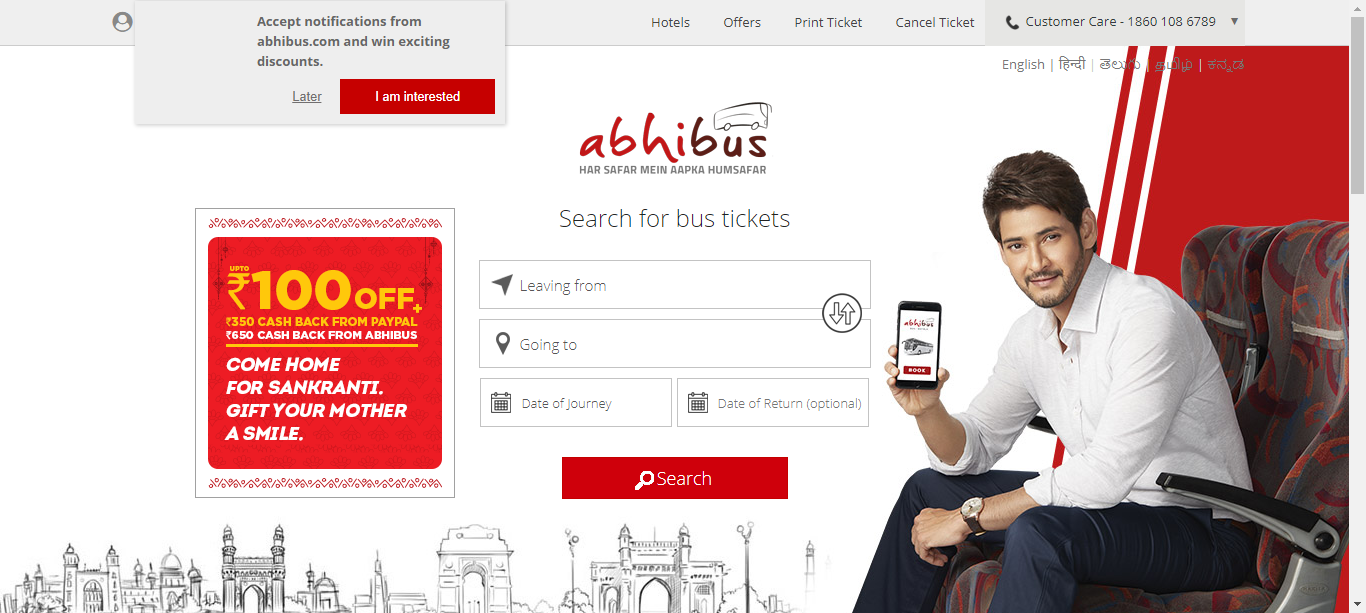 Accept notifications from
abhibus.com and win exciting
discounts.
Later
I am interested
Hotels
Offers
Print Ticket
Cancel Ticket
Customer Care - 1860 108 6789 ▼
English | हिन्दी | తెలుగు | தமிழ் | ಕನ್ನಡ
abhibus
HAR SAFAR MEIN AAPKA HUMSAFAR
Search for bus tickets
UPTO
₹100 OFF+
₹350 CASH BACK FROM PAYPAL
₹650 CASH BACK FROM ABHIBUS
COME HOME
FOR SANKRANTI.
GIFT YOUR MOTHER
A SMILE.
Leaving from
Going to
Date of Journey
Date of Return (optional)
Search
abhibus
BOOK